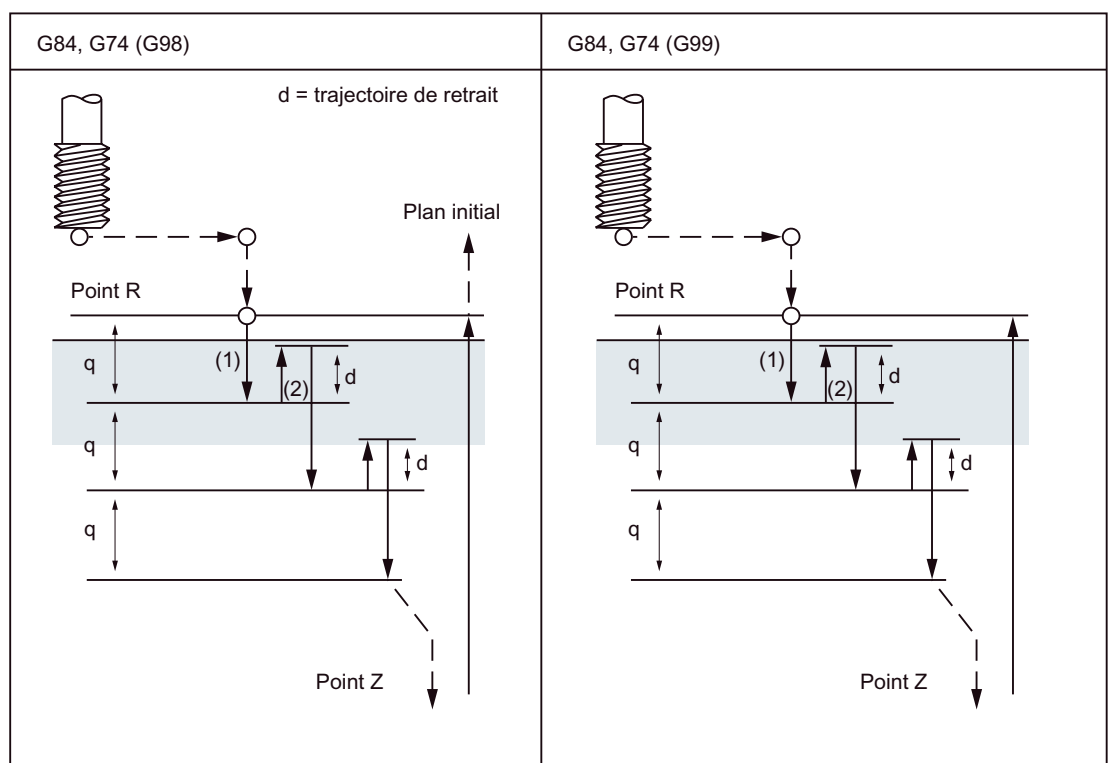 G84, G74 (G98)
G84, G74 (G99)
d = trajectoire de retrait
Plan initial
Point R
q
(1)
(2)
d
q
d
q
Point Z
Point R
q
(1)
(2)
d
q
d
q
Point Z